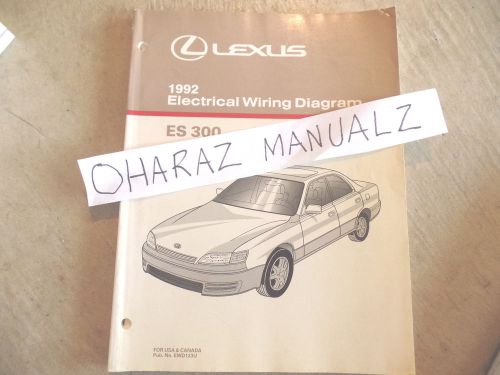 LEXUS
1992
Electrical Wiring Diagram
ES 300
OHARAZ MANUALZ
FOR USA & CANADA
Pub. No. EWD133U